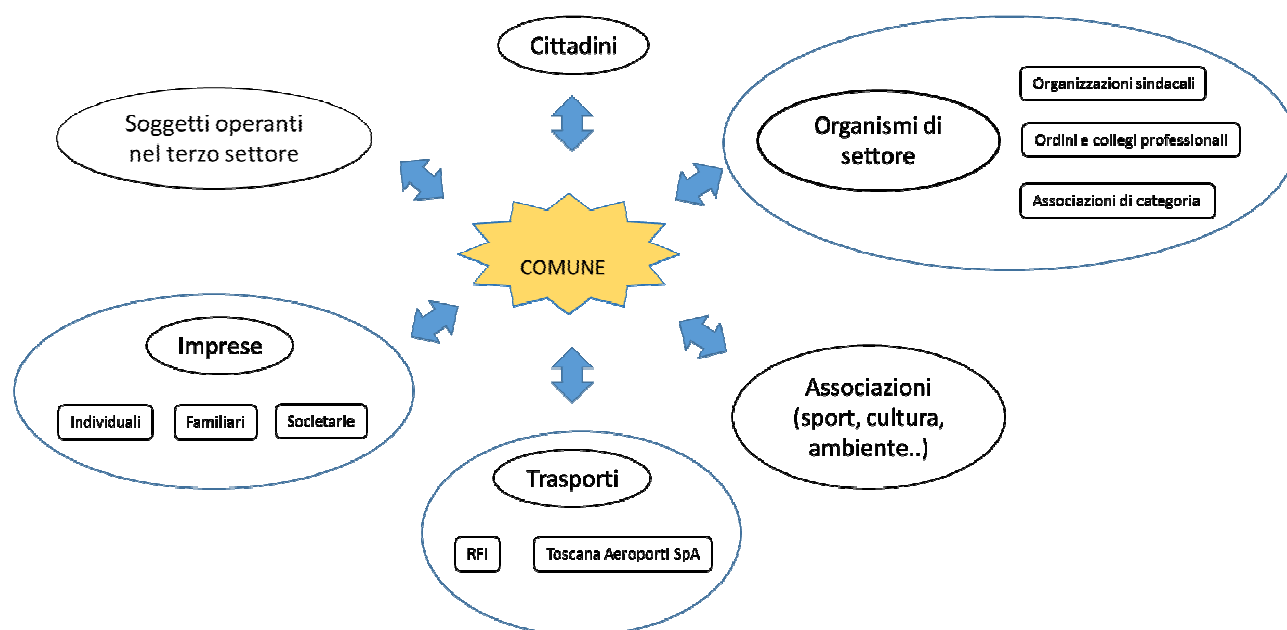 Cittadini
Soggetti operanti
nel terzo settore
Organismi di
settore
Organizzazioni sindacali
Ordini e collegi professionali
Associazioni di categoria
COMUNE
Imprese
Individuali
Familiari
Societarie
Associazioni
(sport, cultura,
ambiente..)
Trasporti
RFI
Toscana Aeroporti SpA